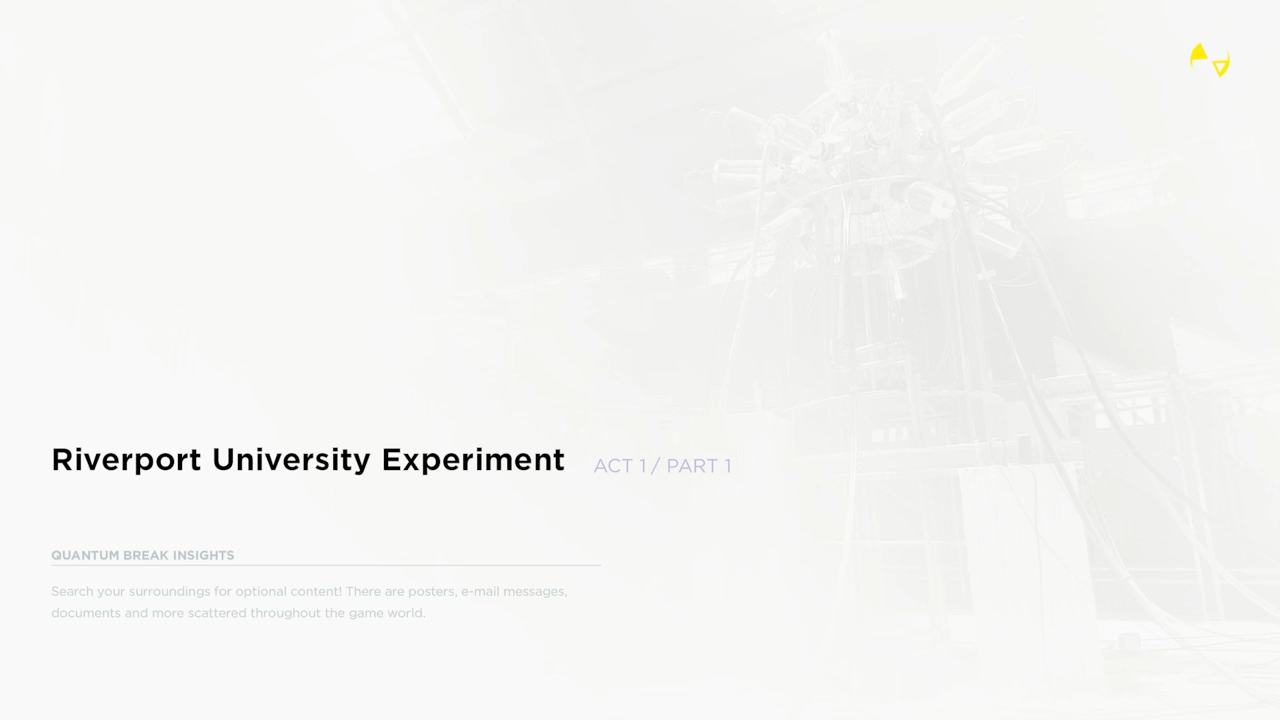 Riverport University Experiment ACT 1 / PART 1
QUANTUM BREAK INSIGHTS
Search your surroundings for optional content! There are posters, e-mail messages,
documents and more scattered throughout the game world.